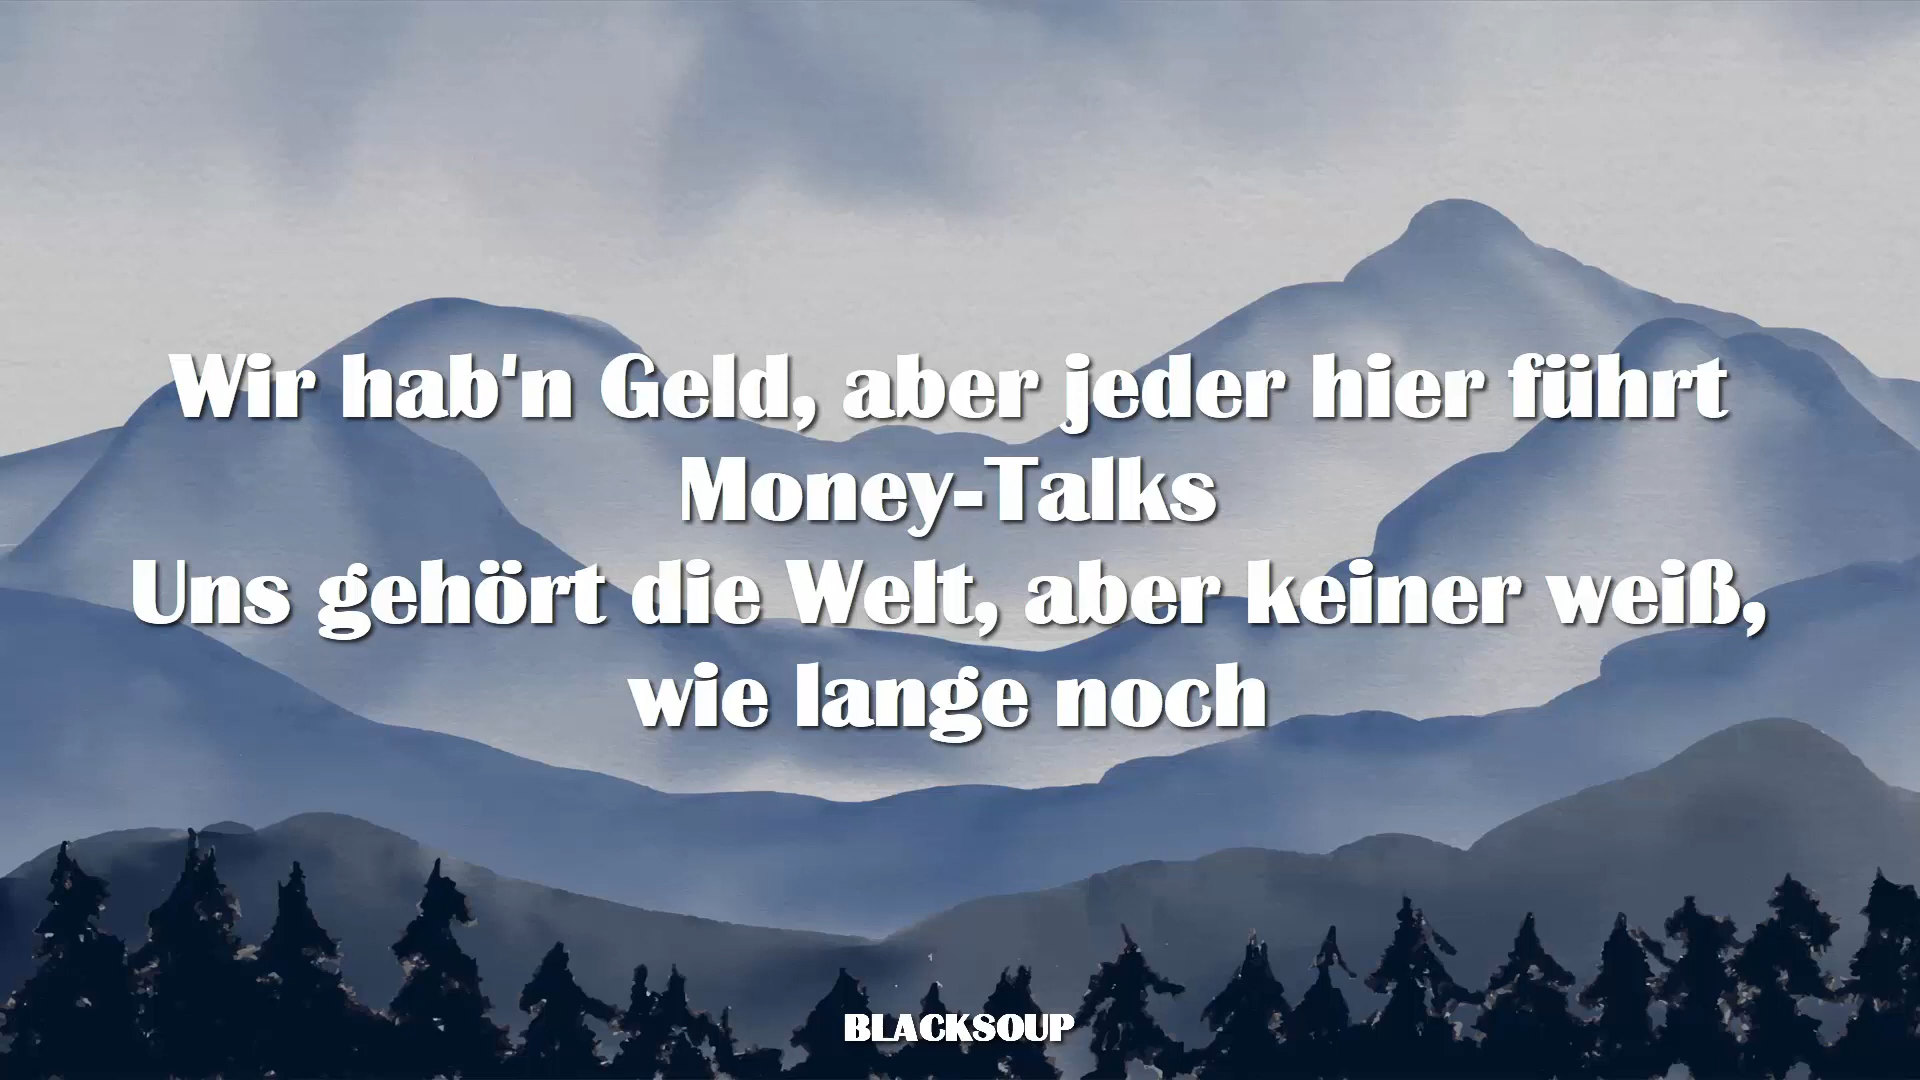 Wir hab'n Geld, aber jeder hier führt
Money-Talks
Uns gehört die Welt, aber keiner weiß,
wie lange noch
BLACKSOUP